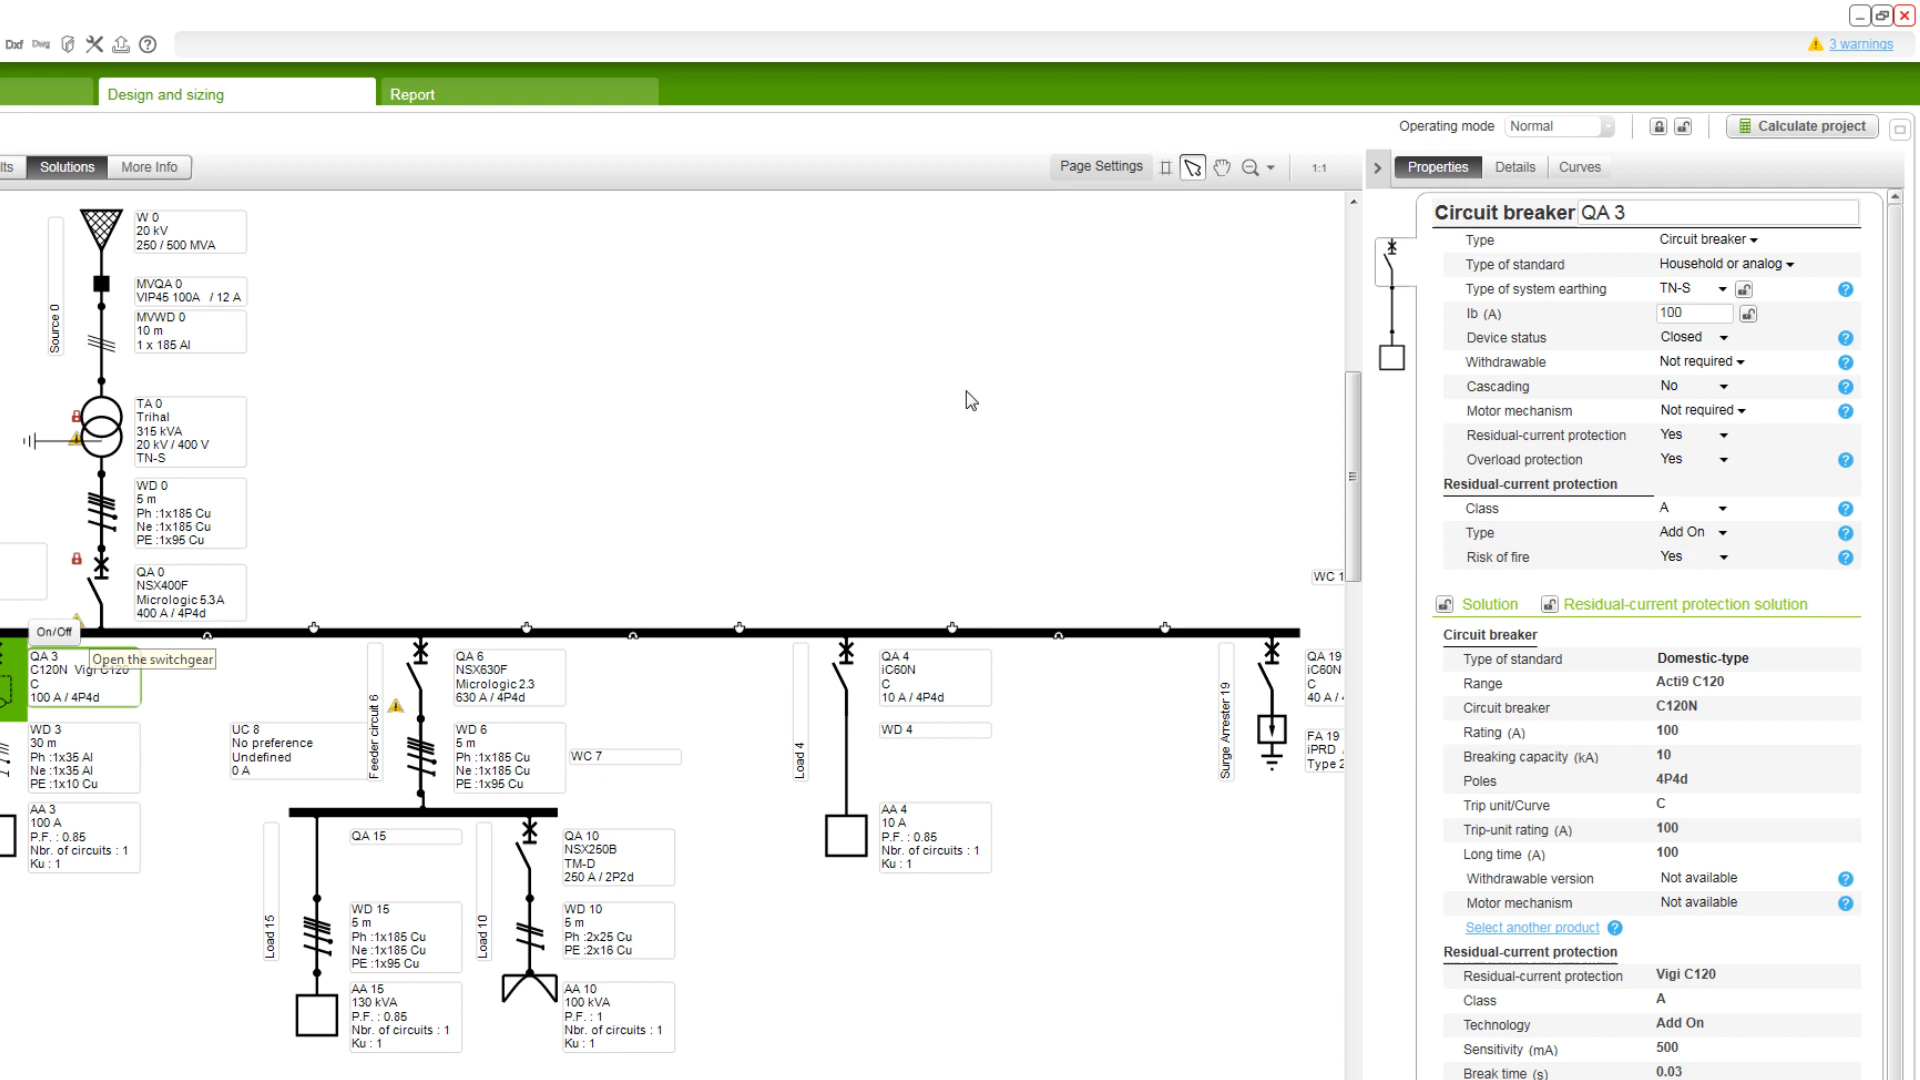 Dxf
Dwg
3 warnings
Design and sizing
Report
Operating mode
Normal
Calculate project
lts
Solutions
More Info
Page Settings
1:1
Properties
Details
Curves
W 0
20 kV
250 / 500 MVA
MVQA 0
VIP45 100A / 12 A
MVWD 0
10 m
1 x 185 Al
Source 0
TA 0
Trihal
315 kVA
20 kV / 400 V
TN-S
WD 0
5 m
Ph :1x185 Cu
Ne :1x185 Cu
PE :1x95 Cu
QA 0
NSX400F
Micrologic 5.3A
400 A / 4P4d
WC 1
On/Off
Open the switchgear
QA 3
C120N Vigi C120
C
100 A / 4P4d
WD 3
30 m
Ph :1x35 Al
Ne :1x35 Al
PE :1x10 Cu
AA 3
100 A
P.F. : 0.85
Nbr. of circuits : 1
Ku : 1
UC 8
No preference
Undefined
0 A
Feeder circuit 6
QA 6
NSX630F
Micrologic 2.3
630 A / 4P4d
WD 6
5 m
Ph :1x185 Cu
Ne :1x185 Cu
PE :1x95 Cu
WC 7
Load 4
QA 4
iC60N
C
10 A / 4P4d
WD 4
AA 4
10 A
P.F. : 0.85
Nbr. of circuits : 1
Ku : 1
Surge Arrester 19
QA 19
iC60N
C
40 A /
FA 19
iPRD
Type 2
Load 15
QA 15
WD 15
5 m
Ph :1x185 Cu
Ne :1x185 Cu
PE :1x95 Cu
AA 15
130 kVA
P.F. : 0.85
Nbr. of circuits : 1
Ku : 1
Load 10
QA 10
NSX250B
TM-D
250 A / 2P2d
WD 10
5 m
Ph :2x25 Cu
PE :2x16 Cu
AA 10
100 kVA
P.F. : 1
Nbr. of circuits : 1
Ku : 1
Circuit breaker QA 3
Type Circuit breaker
Type of standard Household or analog
Type of system earthing TN-S
Ib (A) 100
Device status Closed
Withdrawable Not required
Cascading No
Motor mechanism Not required
Residual-current protection Yes
Overload protection Yes
Residual-current protection
Class A
Type Add On
Risk of fire Yes
Solution Residual-current protection solution
Circuit breaker
Type of standard Domestic-type
Range Acti9 C120
Circuit breaker C120N
Rating (A) 100
Breaking capacity (kA) 10
Poles 4P4d
Trip unit/Curve C
Trip-unit rating (A) 100
Long time (A) 100
Withdrawable version Not available
Motor mechanism Not available
Select another product
Residual-current protection
Residual-current protection Vigi C120
Class A
Technology Add On
Sensitivity (mA) 500
Break time (s) 0.03